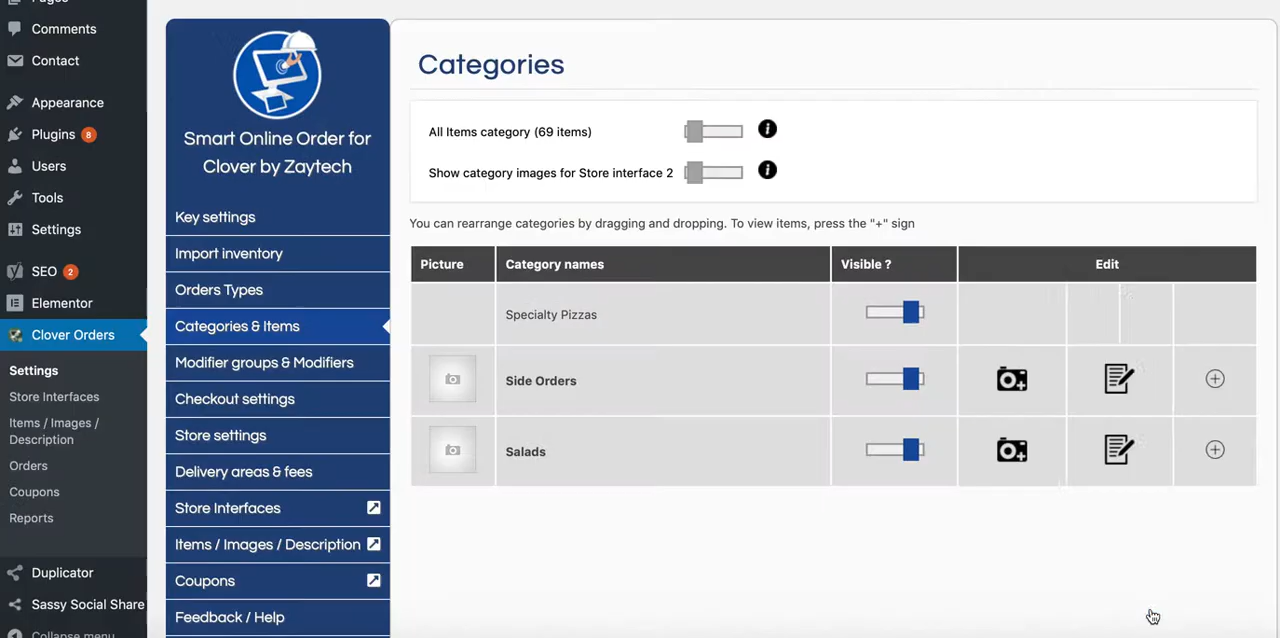 Pages
Comments
Contact
Appearance
Plugins 8
Users
Tools
Settings
SEO 2
Elementor
Clover Orders
Settings
Store Interfaces
Items / Images /
Description
Orders
Coupons
Reports
Duplicator
Sassy Social Share
Collapse menu
Smart Online Order for
Clover by Zaytech
Key settings
Import inventory
Orders Types
Categories & Items
Modifier groups & Modifiers
Checkout settings
Store settings
Delivery areas & fees
Store Interfaces
Items / Images / Description
Coupons
Feedback / Help
Categories
All Items category (69 items)
Show category images for Store interface 2
You can rearrange categories by dragging and dropping. To view items, press the "+" sign
Picture Category names Visible ? Edit
Specialty Pizzas
Side Orders
Salads